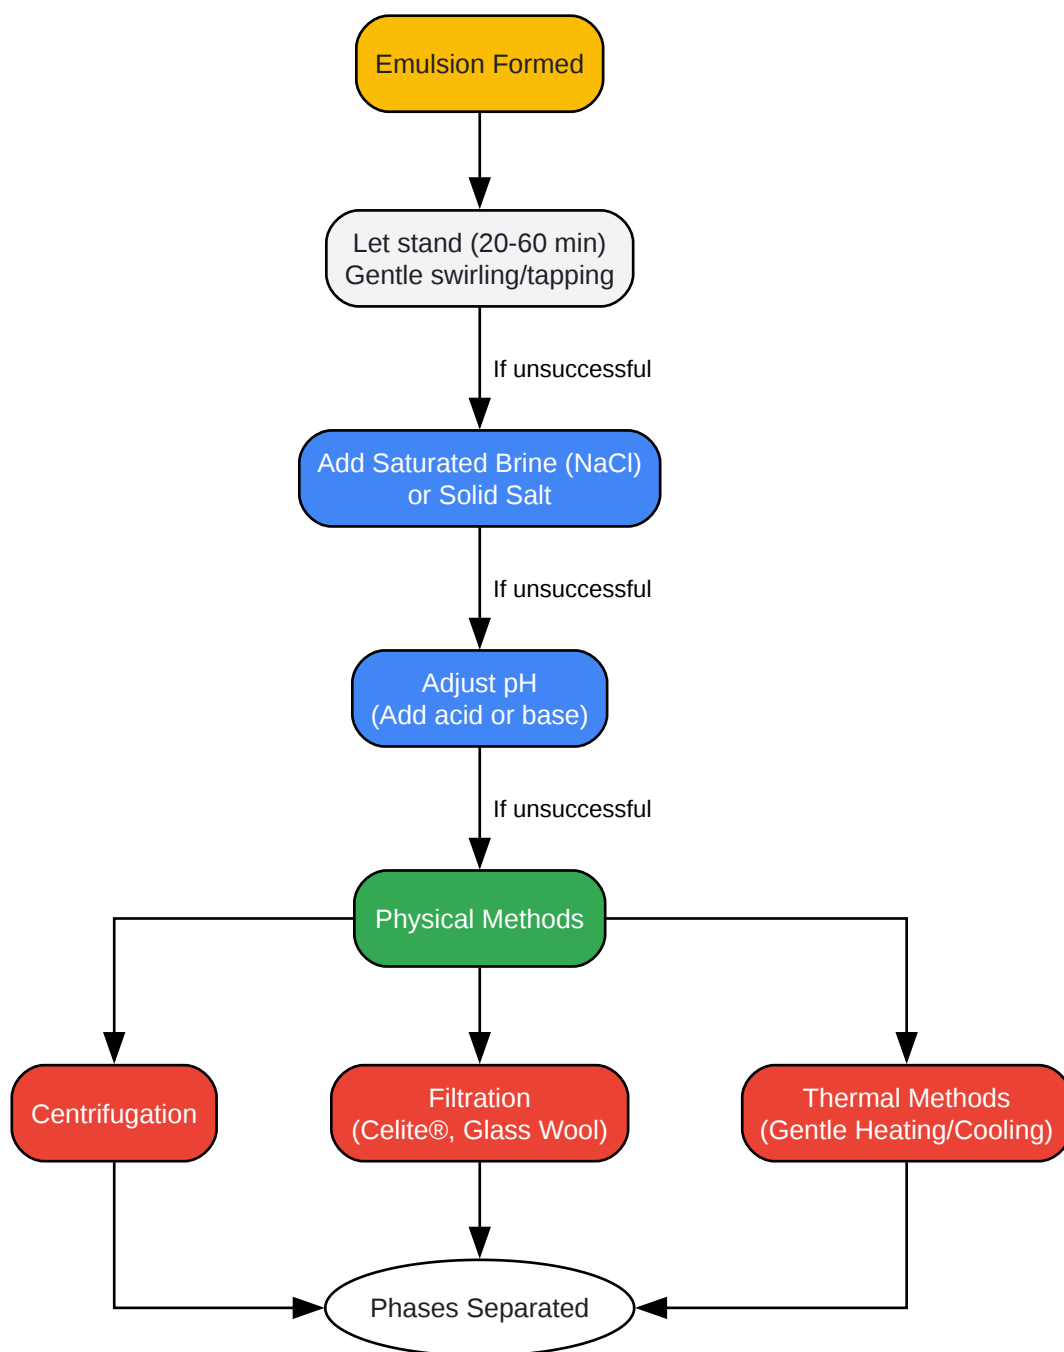 Emulsion Formed
Let stand (20-60 min)
Gentle swirling/tapping
If unsuccessful
Add Saturated Brine (NaCl)
or Solid Salt
If unsuccessful
Adjust pH
(Add acid or base)
If unsuccessful
Physical Methods
Centrifugation
Filtration
(Celite®, Glass Wool)
Thermal Methods
(Gentle Heating/Cooling)
Phases Separated